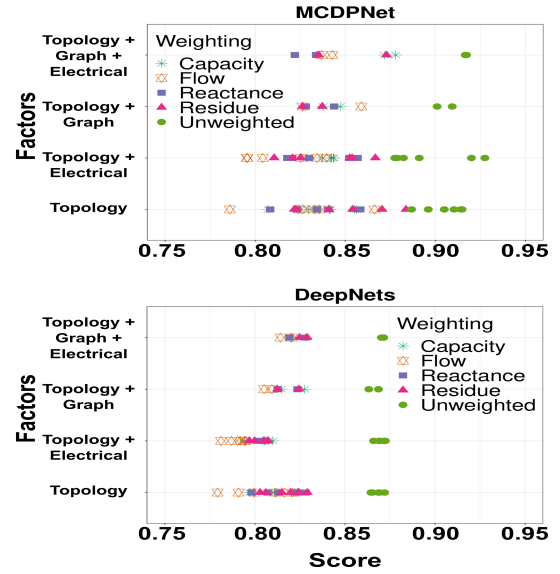 MCDPNet
Factors
Topology +
Graph +
Electrical
Topology +
Graph
Topology +
Electrical
Topology
Weighting
Capacity
Flow
Reactance
Residue
Unweighted
0.75 0.80 0.85 0.90 0.95
DeepNets
Factors
Topology +
Graph +
Electrical
Topology +
Graph
Topology +
Electrical
Topology
Weighting
Capacity
Flow
Reactance
Residue
Unweighted
0.75 0.80 0.85 0.90 0.95
Score